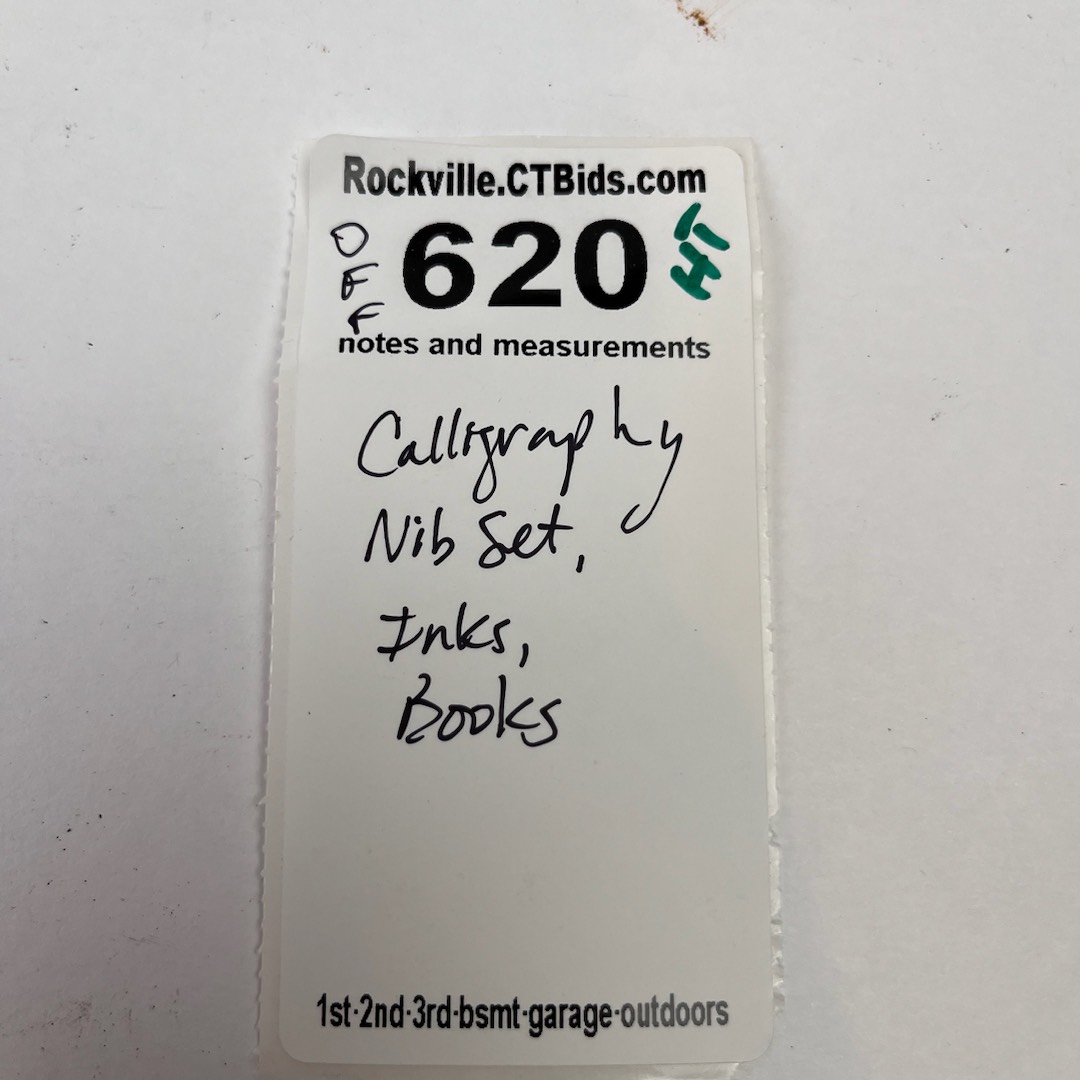 Rockville.CTBids.com
OFF 620 HT
notes and measurements
Calligraphy
Nib Set,
Inks,
Books
1st·2nd·3rd·bsmt·garage·outdoors